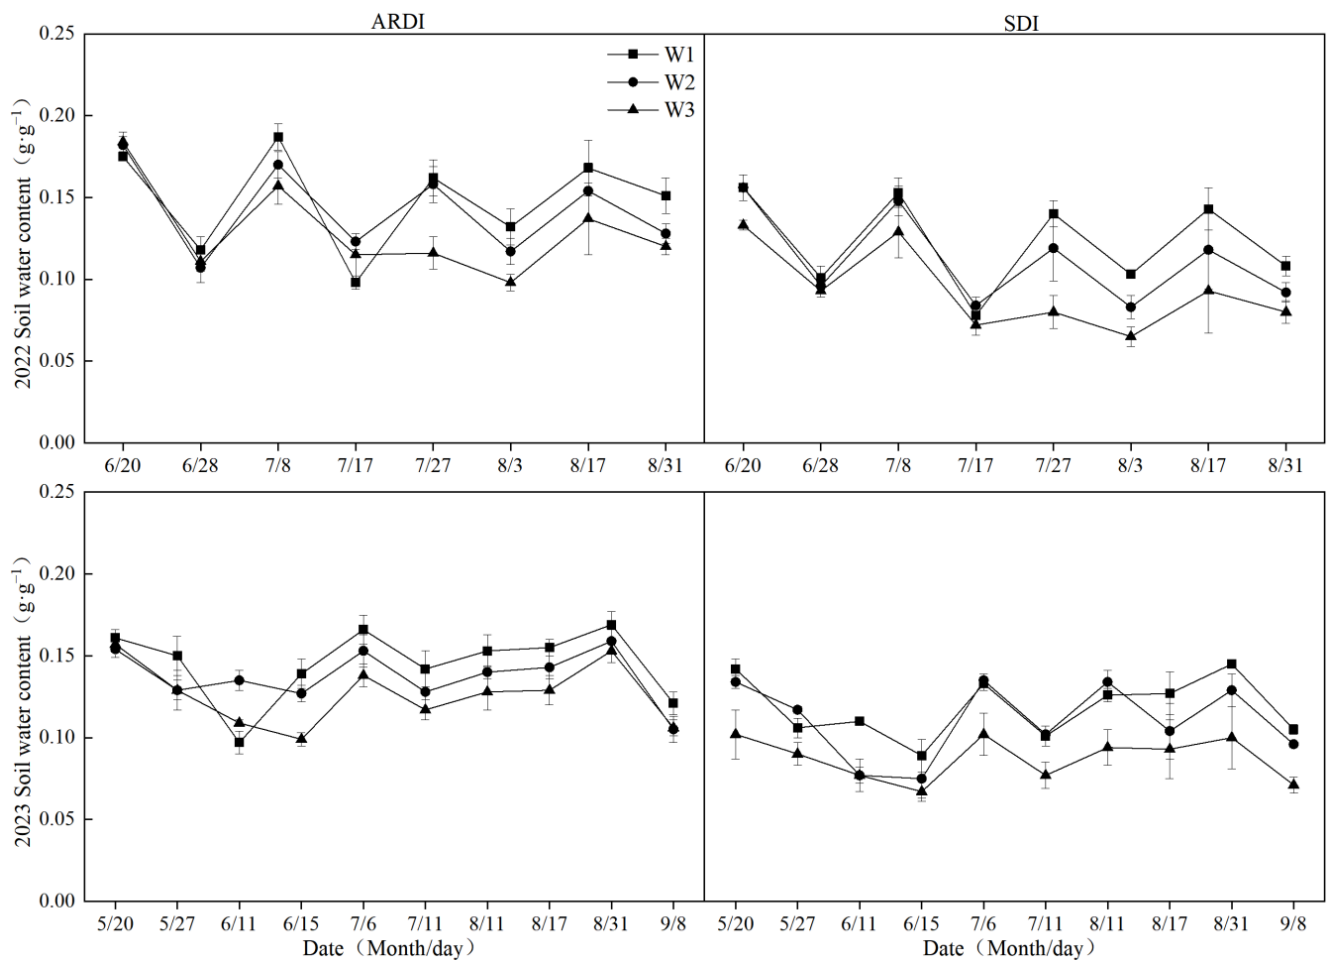 ARDI
SDI
2022 Soil water content（g·g⁻¹）
0.25
0.20
0.15
0.10
0.05
0.00
W1
W2
W3
6/20 6/28 7/8 7/17 7/27 8/3 8/17 8/31
6/20 6/28 7/8 7/17 7/27 8/3 8/17 8/31
2023 Soil water content（g·g⁻¹）
0.25
0.20
0.15
0.10
0.05
0.00
5/20 5/27 6/11 6/15 7/6 7/11 8/11 8/17 8/31 9/8
5/20 5/27 6/11 6/15 7/6 7/11 8/11 8/17 8/31 9/8
Date（Month/day）
Date（Month/day）